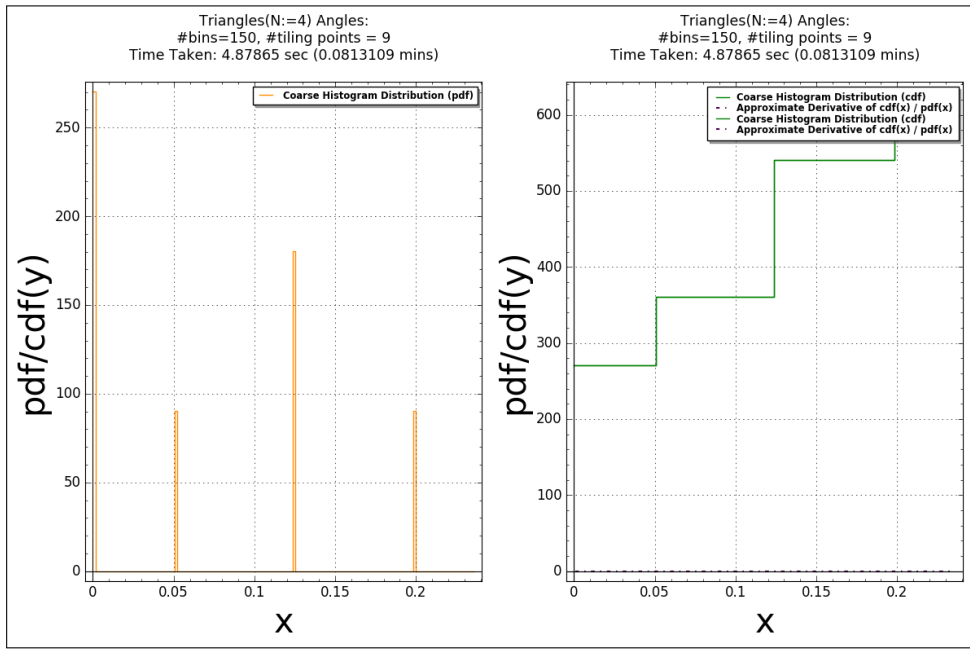 Triangles(N:=4) Angles:
#bins=150, #tiling points = 9
Time Taken: 4.87865 sec (0.0813109 mins)
Coarse Histogram Distribution (pdf)
250
200
150
100
50
0
pdf/cdf(y)
0 0.05 0.1 0.15 0.2
x
Triangles(N:=4) Angles:
#bins=150, #tiling points = 9
Time Taken: 4.87865 sec (0.0813109 mins)
Coarse Histogram Distribution (cdf)
Approximate Derivative of cdf(x) / pdf(x)
Coarse Histogram Distribution (cdf)
Approximate Derivative of cdf(x) / pdf(x)
600
500
400
300
200
100
0
pdf/cdf(y)
0 0.05 0.1 0.15 0.2
x